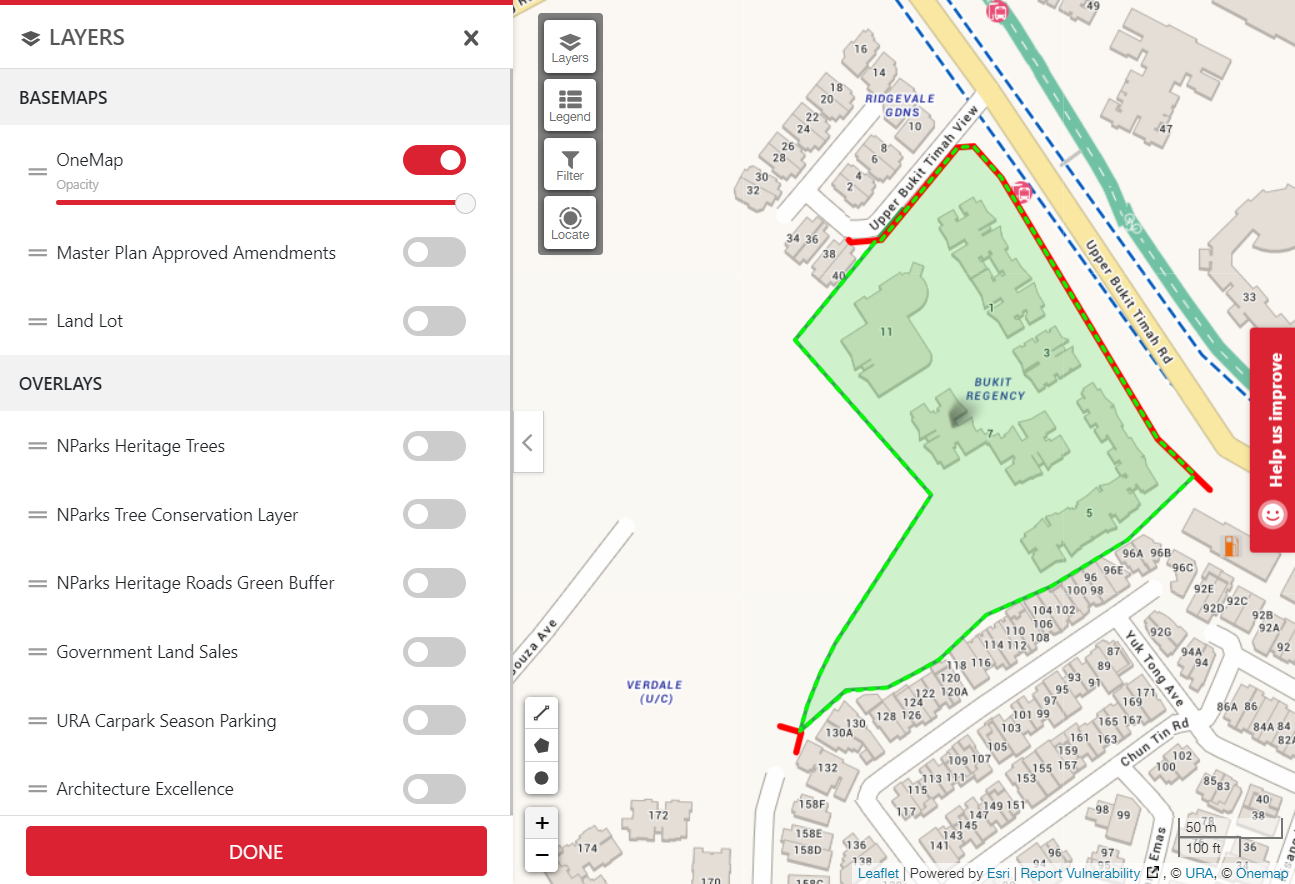 LAYERS
BASEMAPS
OneMap
Opacity
Master Plan Approved Amendments
Land Lot
OVERLAYS
NParks Heritage Trees
NParks Tree Conservation Layer
NParks Heritage Roads Green Buffer
Government Land Sales
URA Carpark Season Parking
Architecture Excellence
DONE
Layers
Legend
Filter
Locate
49
47
33
16
14
18
20
22
24
26
28
30
32
RIDGEVALE
GDNS
10
8
6
4
2
Upper Bukit Timah View
34 36
38
40
Upper Bukit Timah Rd
11
1
3
BUKIT
REGENCY
7
5
Help us improve
VERDALE
(U/C)
96A 96B
96C
96 96E
100 98
92E
92D
92C
92B
92A
92
104 102
106
110 108
114 112
118 116
120
120A
122
124
128 126
130
130A
132
92G
94A
94
87
89
91
93
95
97
101 99
103
105
109 107
113 111
115
117
Yuk Tong Ave
171
169
165 167
161 163
159
155 157
153
149 151
147
145
143
141
Chun Tin Rd
102
100
86A 86
84A 84
82A
85
83
40
38
36
98
99
96
97
78
158F
158E
158D
158C
136
138
172
174
170
Emas
+
−
50 m
100 ft
Leaflet | Powered by Esri | Report Vulnerability , © URA, © Onemap